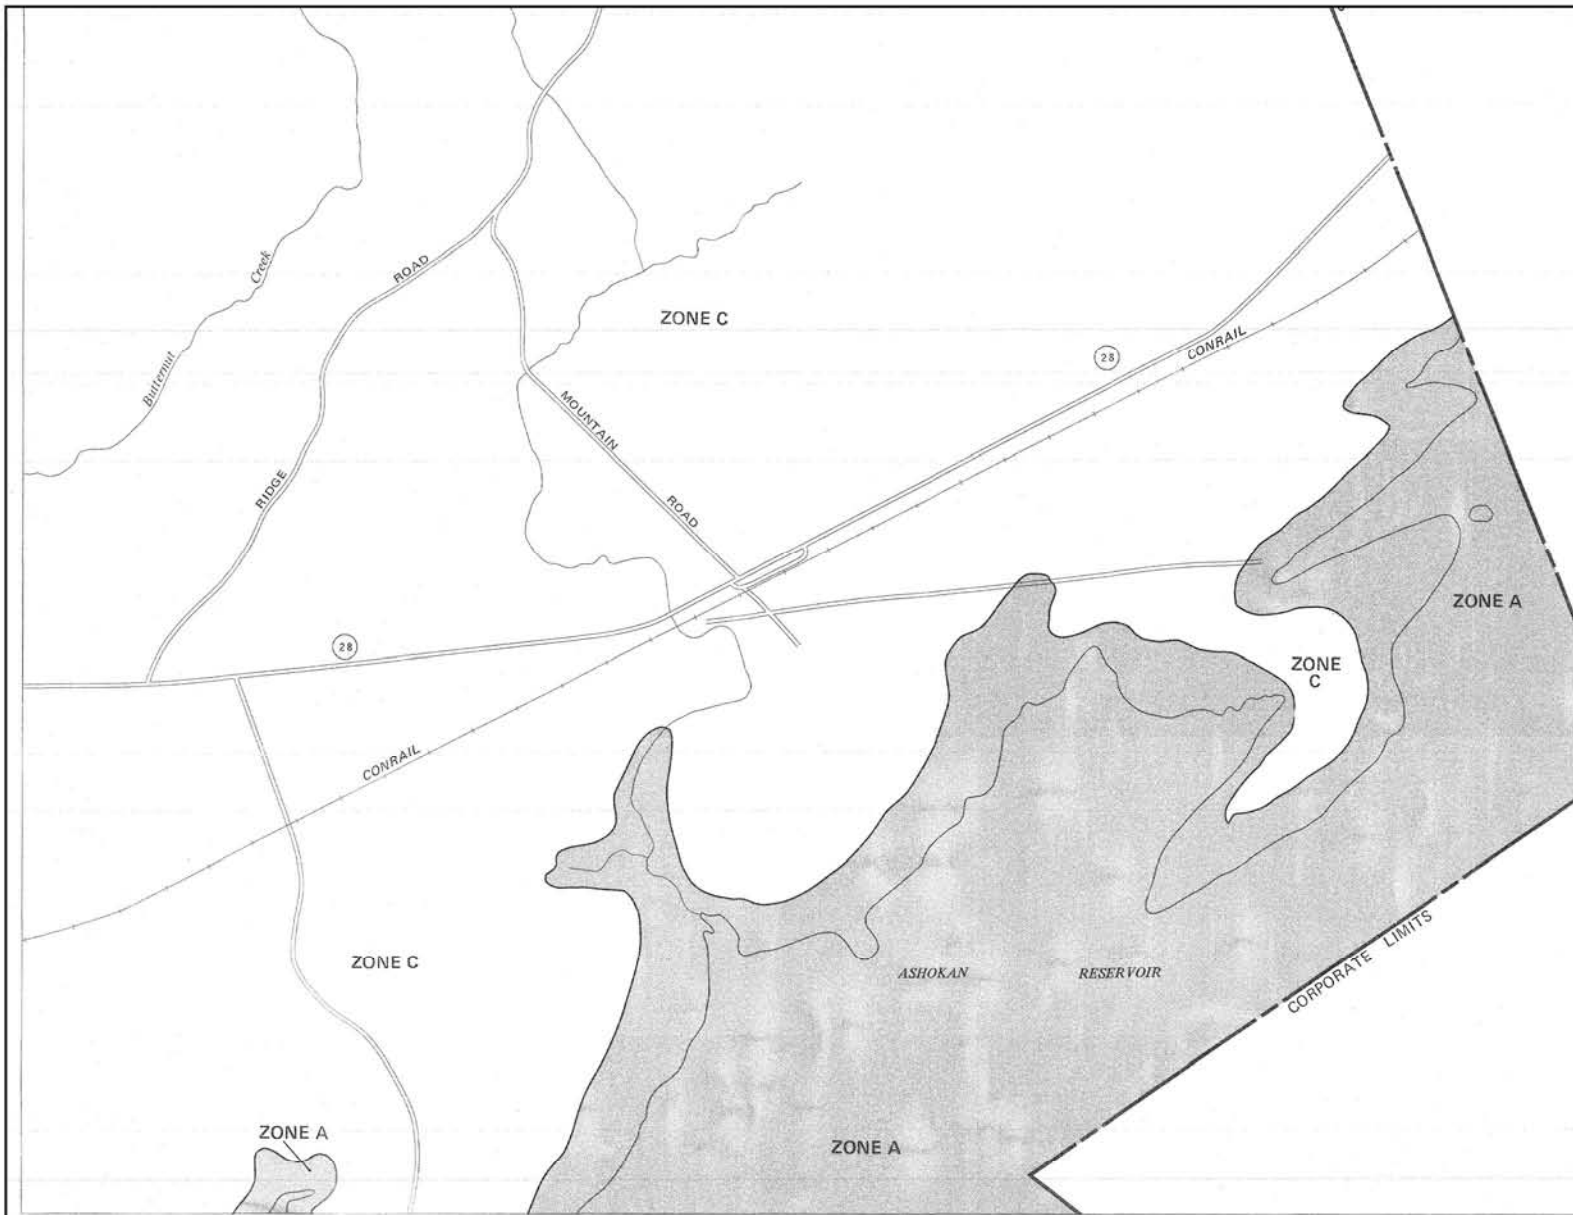 Creek
ROAD
ZONE C
Butternut
28
CONRAIL
MOUNTAIN
RIDGE
ROAD
ZONE A
28
ZONE
C
CONRAIL
CORPORATE LIMITS
ZONE C
ASHOKAN RESERVOIR
ZONE A
ZONE A